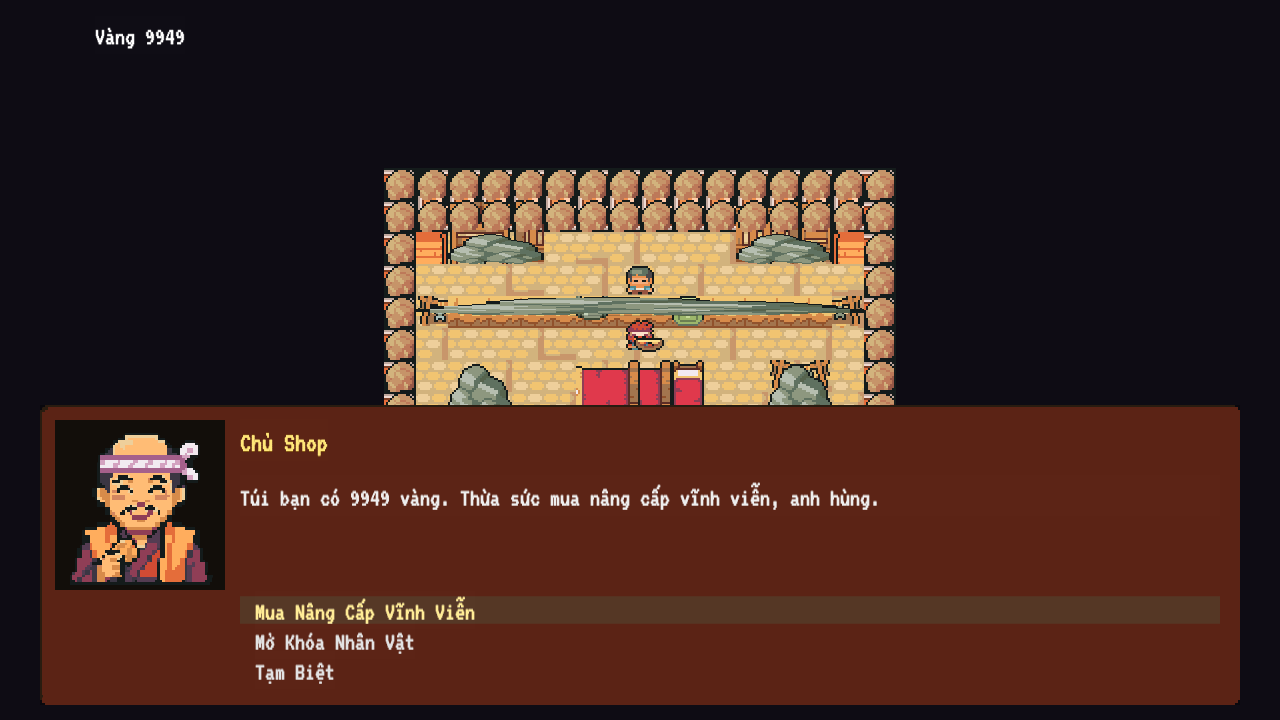 Vàng 9949
Chủ Shop
Túi bạn có 9949 vàng. Thừa sức mua nâng cấp vĩnh viễn, anh hùng.
Mua Nâng Cấp Vĩnh Viễn
Mở Khóa Nhân Vật
Tạm Biệt